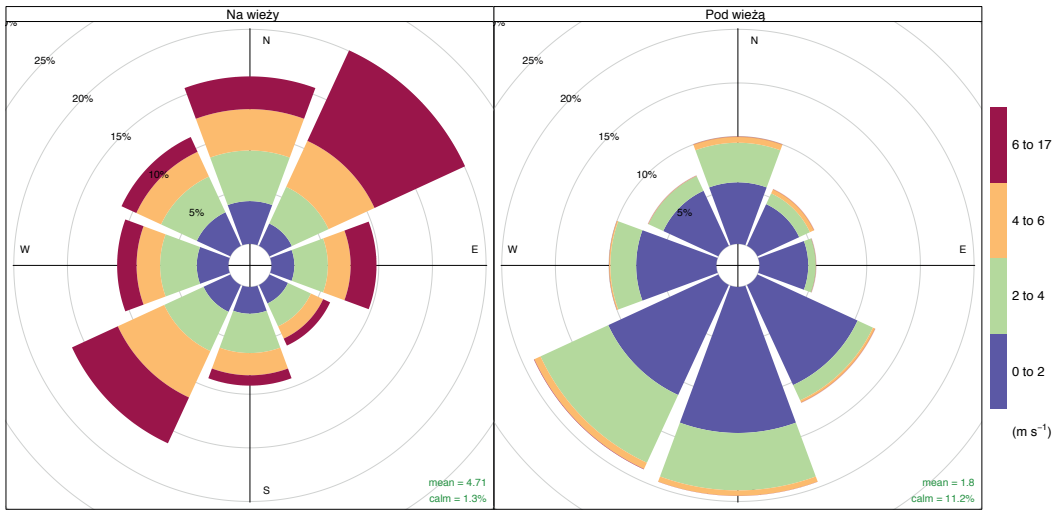 Na wieży
Pod wieżą
%
25%
20%
15%
10%
5%
N
W
E
S
mean = 4.71
calm = 1.3%
%
25%
20%
15%
10%
5%
N
W
E
mean = 1.8
calm = 11.2%
6 to 17
4 to 6
2 to 4
0 to 2
(m s⁻¹)